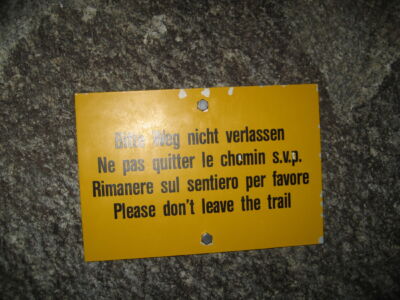 Bitte Weg nicht verlassen
Ne pas quitter le chemin s.v.p.
Rimanere sul sentiero per favore
Please don't leave the trail